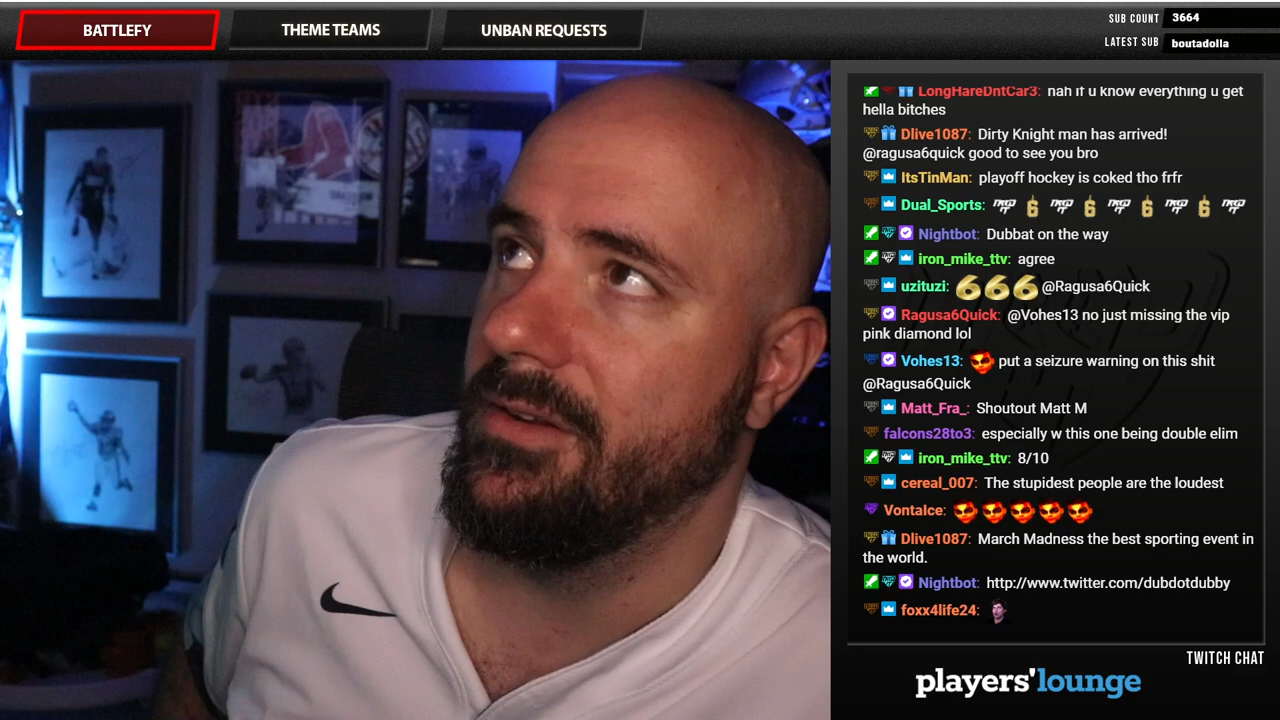 BATTLEFY THEME TEAMS UNBAN REQUESTS
SUB COUNT 3664
LATEST SUB boutadolla
LongHareDntCar3: nah if u know everything u get
hella bitches
Dlive1087: Dirty Knight man has arrived!
@ragusa6quick good to see you bro
ItsTinMan: playoff hockey is coked tho frfr
Dual_Sports: 6 6 6 6
Nightbot: Dubbat on the way
iron_mike_ttv: agree
uzituzi: 666 @Ragusa6Quick
Ragusa6Quick: @Vohes13 no just missing the vip
pink diamond lol
Vohes13: put a seizure warning on this shit
@Ragusa6Quick
Matt_Fra_: Shoutout Matt M
falcons28to3: especially w this one being double elim
iron_mike_ttv: 8/10
cereal_007: The stupidest people are the loudest
VontaIce:
Dlive1087: March Madness the best sporting event in
the world.
Nightbot: http://www.twitter.com/dubdotdubby
foxx4life24:
TWITCH CHAT
players'lounge